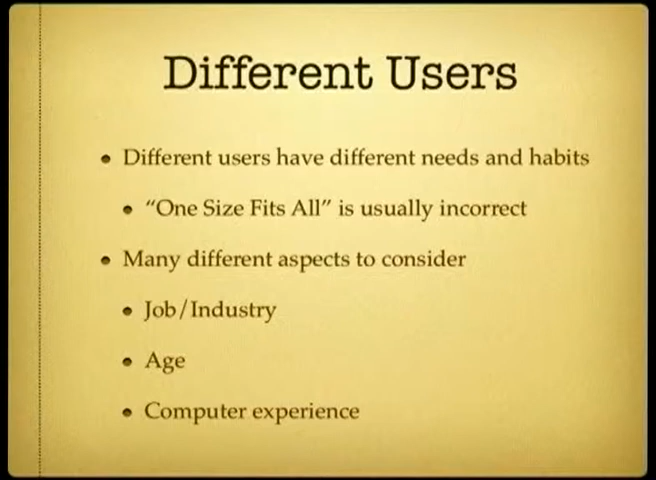 Different Users
• Different users have different needs and habits
• “One Size Fits All” is usually incorrect
• Many different aspects to consider
• Job/Industry
• Age
• Computer experience